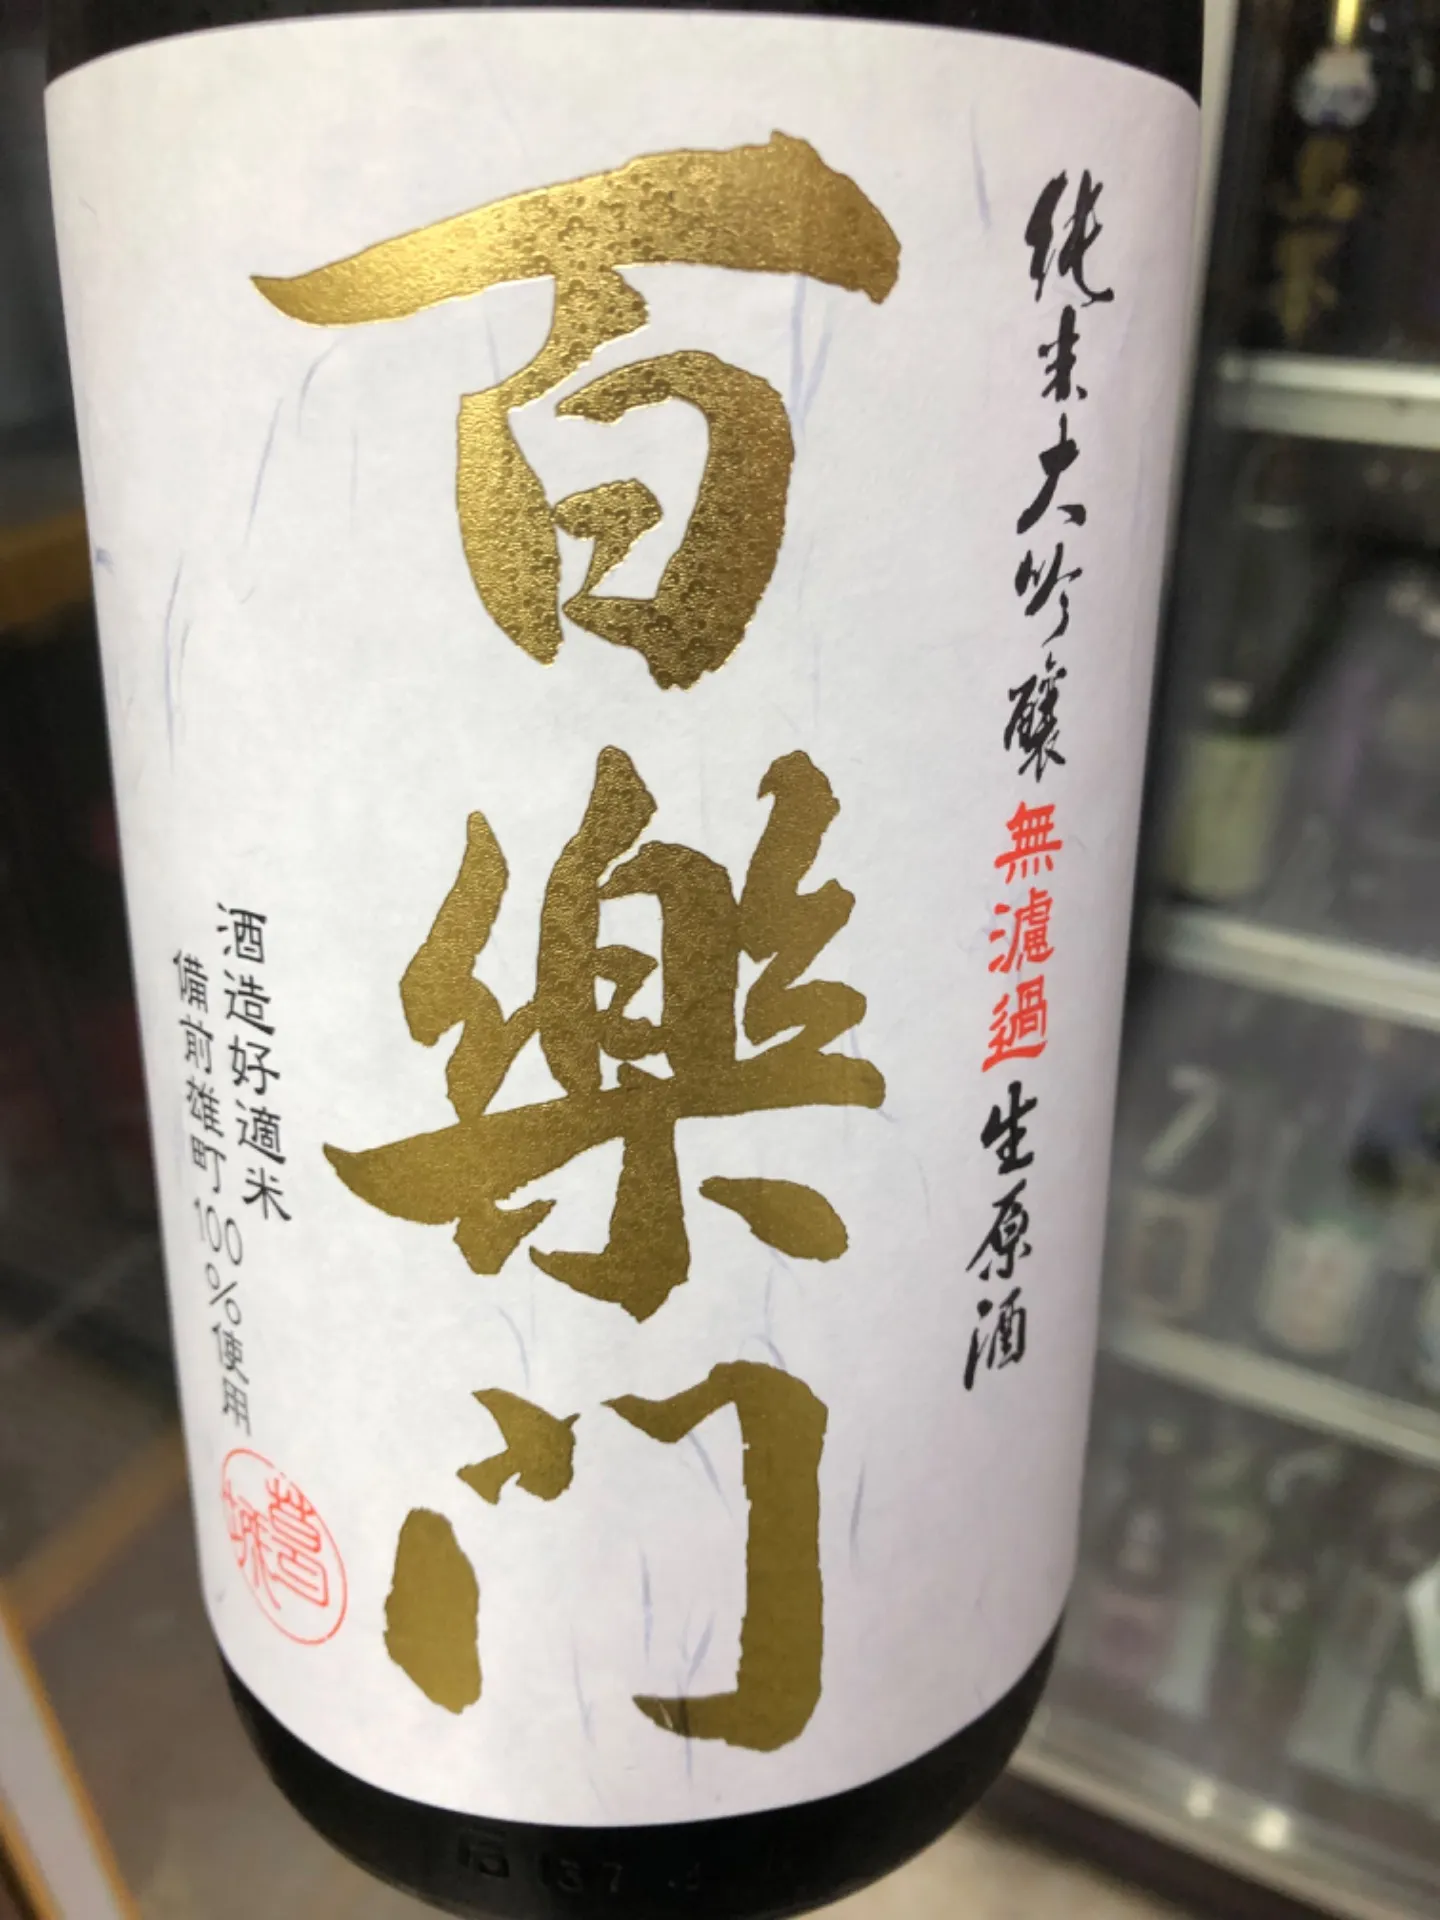 純米大吟醸無濾過生原酒
百樂门
酒造好適米
備前雄町100%使用